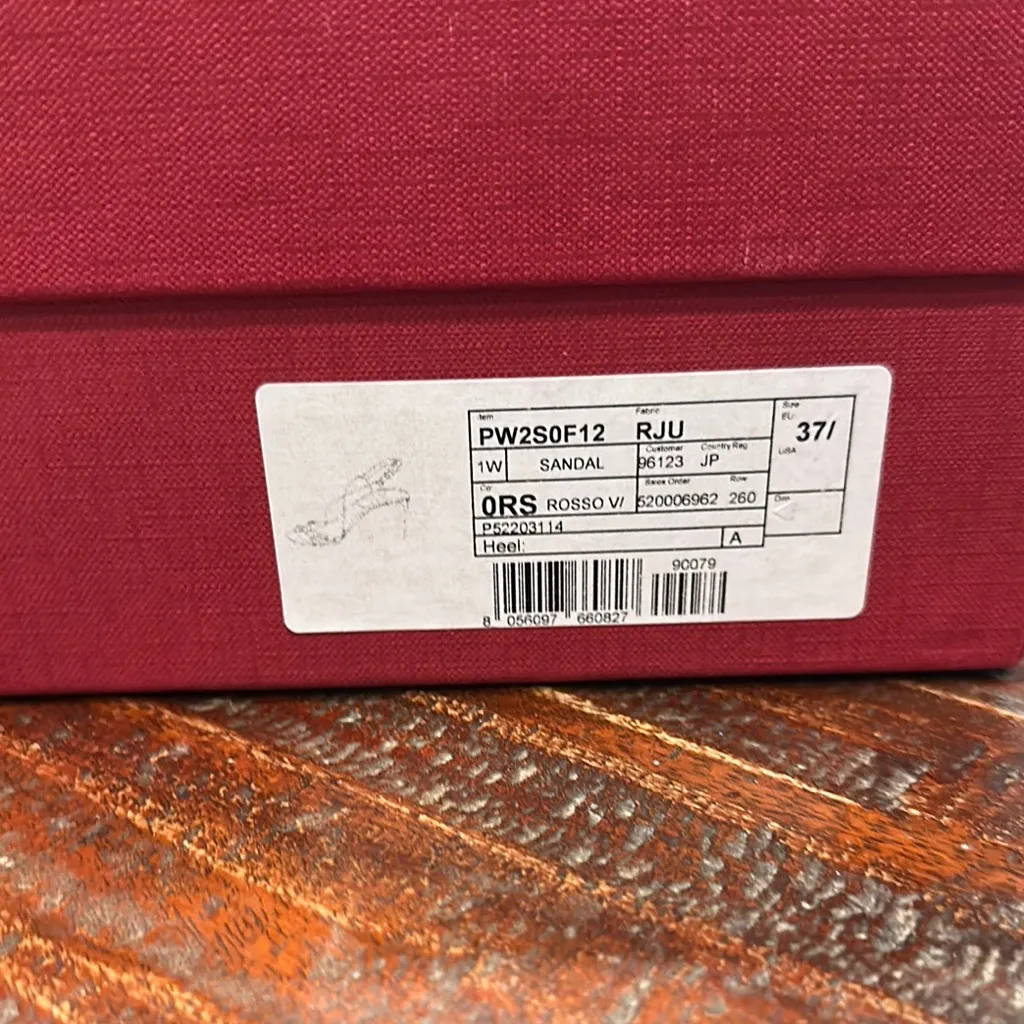 Item Fabric Size
PW2S0F12 RJU EU 37/
Customer Country Reg.
1W SANDAL 96123 JP USA
Sales Order Row
0RS ROSSO V/ 520006962 260
P52203114
Heel: A
90079
8 056097 660827